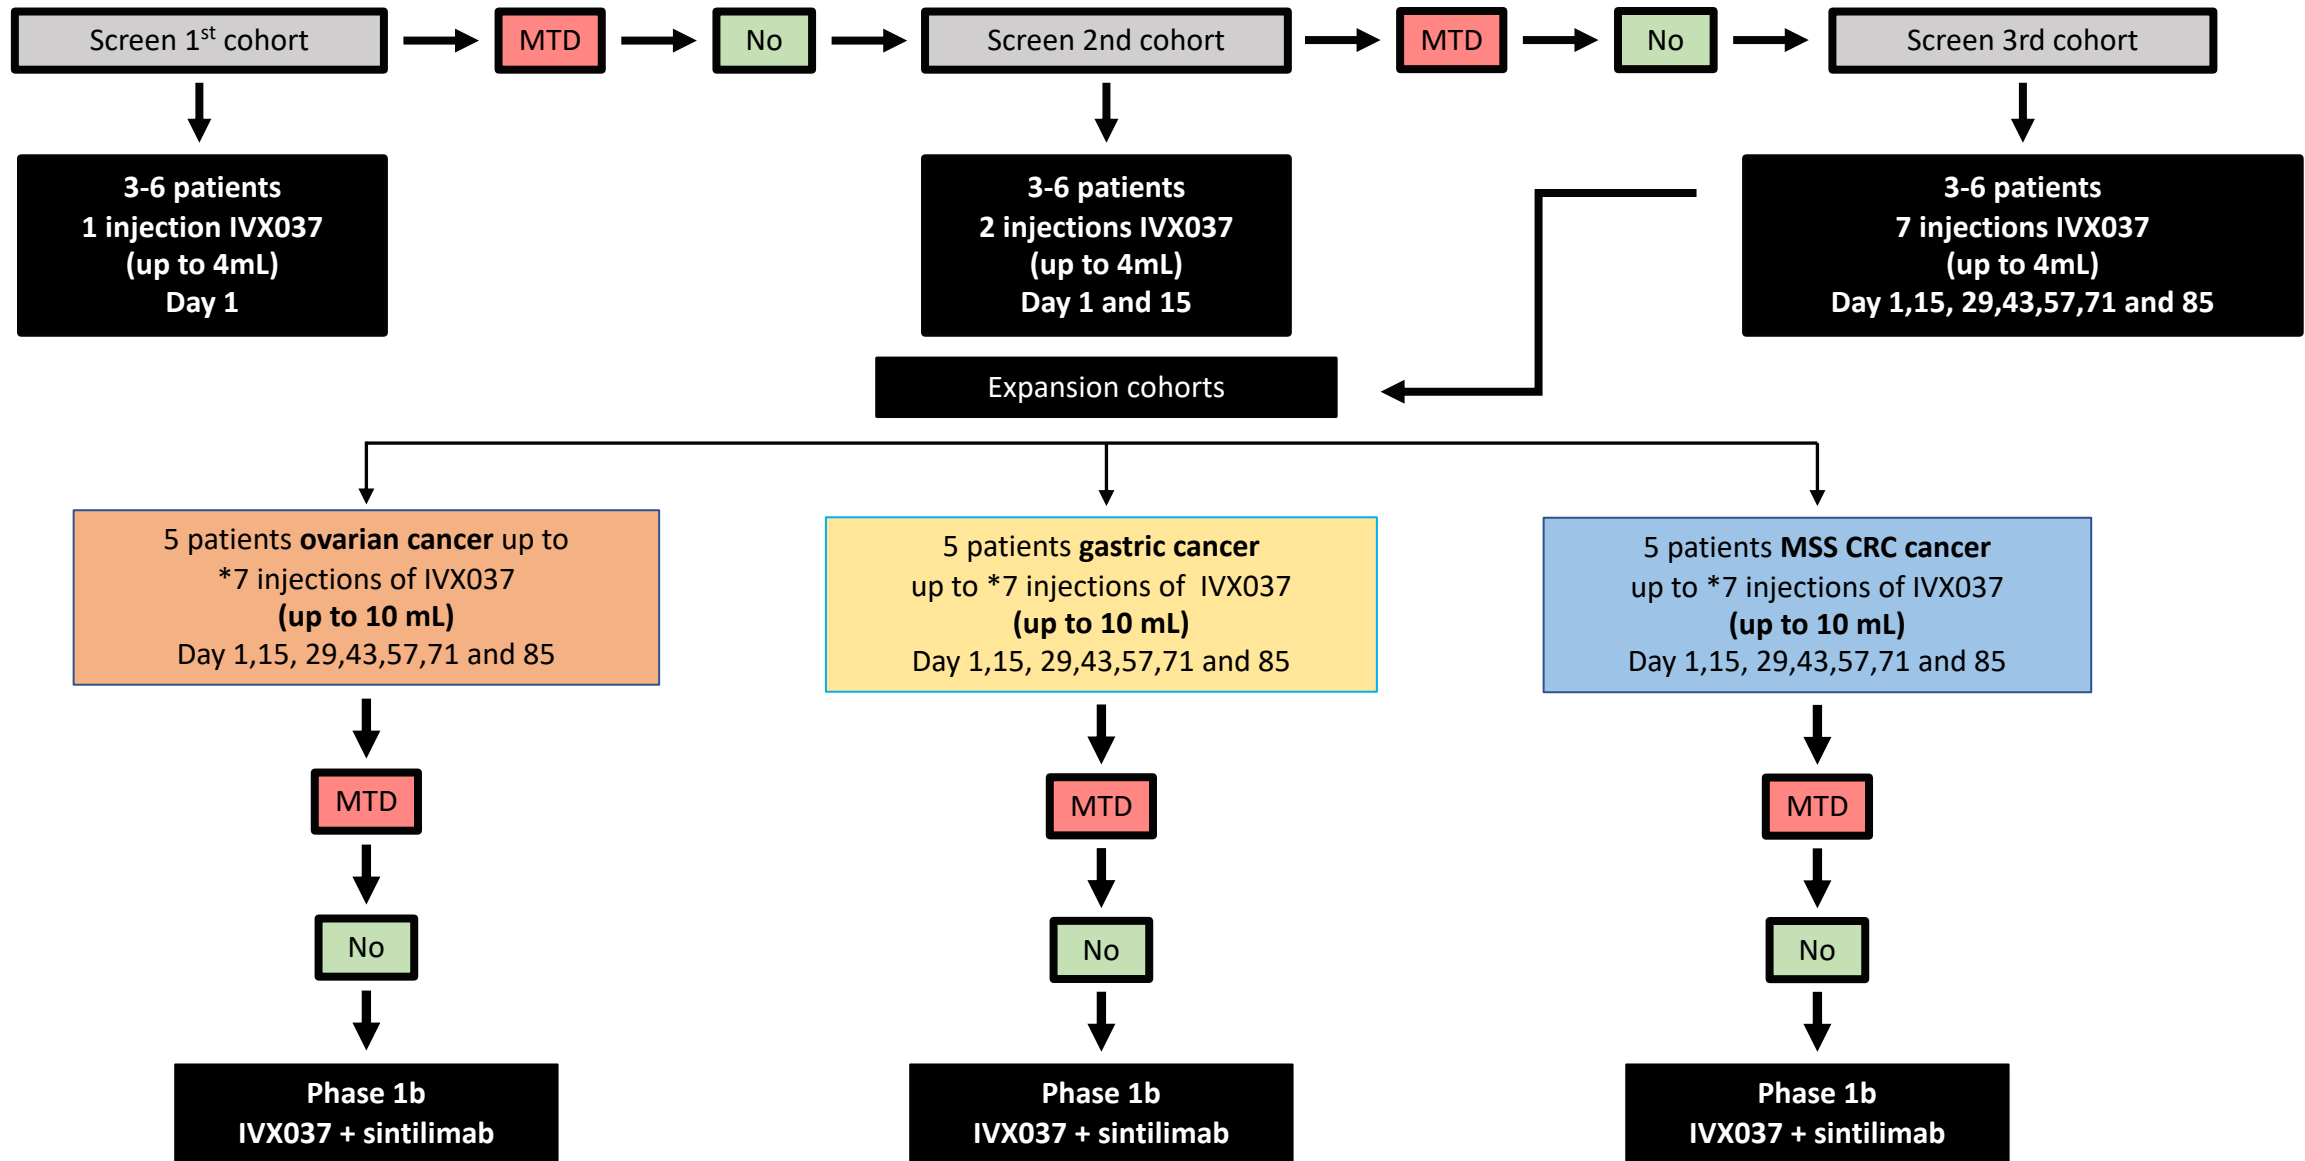 Screen 1st cohort
MTD
No
Screen 2nd cohort
MTD
No
Screen 3rd cohort
3-6 patients
1 injection IVX037
(up to 4mL)
Day 1
3-6 patients
2 injections IVX037
(up to 4mL)
Day 1 and 15
3-6 patients
7 injections IVX037
(up to 4mL)
Day 1,15, 29,43,57,71 and 85
Expansion cohorts
5 patients ovarian cancer up to
*7 injections of IVX037
(up to 10 mL)
Day 1,15, 29,43,57,71 and 85
5 patients gastric cancer
up to *7 injections of IVX037
(up to 10 mL)
Day 1,15, 29,43,57,71 and 85
5 patients MSS CRC cancer
up to *7 injections of IVX037
(up to 10 mL)
Day 1,15, 29,43,57,71 and 85
MTD
MTD
MTD
No
No
No
Phase 1b
IVX037 + sintilimab
Phase 1b
IVX037 + sintilimab
Phase 1b
IVX037 + sintilimab